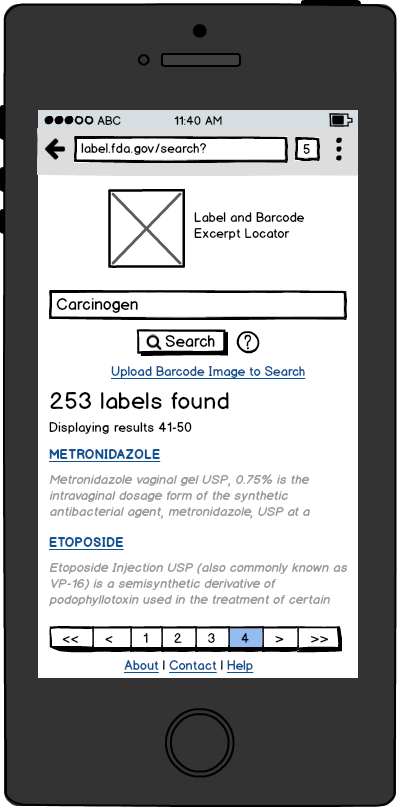 ABC 11:40 AM
label.fda.gov/search? 5
Label and Barcode
Excerpt Locator
Carcinogen
Search ?
Upload Barcode Image to Search
253 labels found
Displaying results 41-50
METRONIDAZOLE
Metronidazole vaginal gel USP, 0.75% is the
intravaginal dosage form of the synthetic
antibacterial agent, metronidazole, USP at a
ETOPOSIDE
Etoposide Injection USP (also commonly known as
VP-16) is a semisynthetic derivative of
podophyllotoxin used in the treatment of certain
<< < 1 2 3 4 > >>
About | Contact | Help